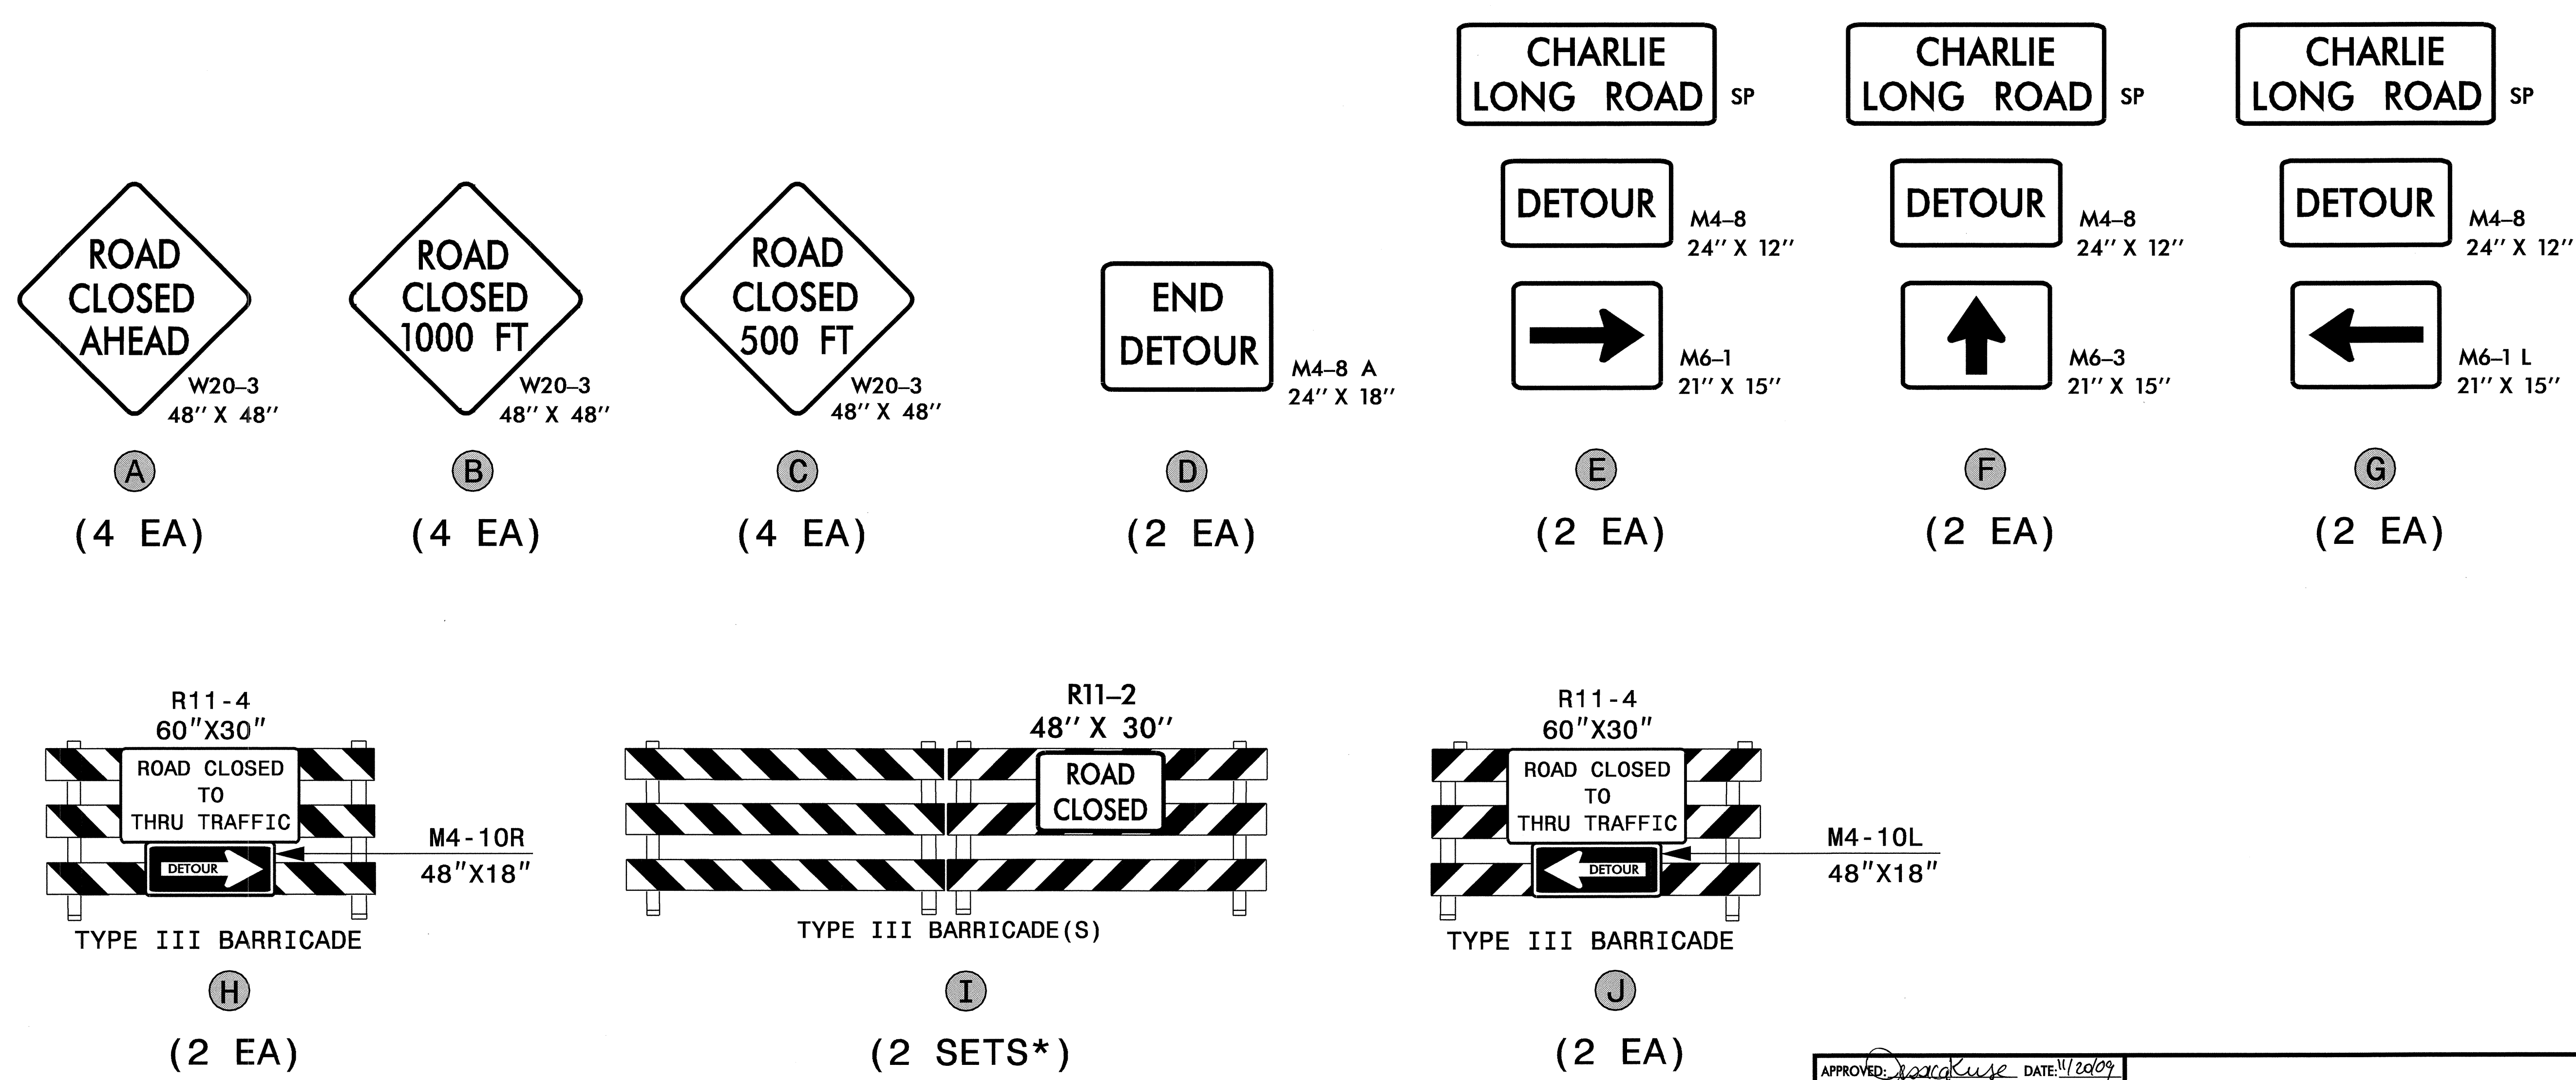 ROAD
CLOSED
AHEAD
W20–3
48'' X 48''
A
(4 EA)
ROAD
CLOSED
1000 FT
W20–3
48'' X 48''
B
(4 EA)
ROAD
CLOSED
500 FT
W20–3
48'' X 48''
C
(4 EA)
END
DETOUR
M4–8 A
24'' X 18''
D
(2 EA)
CHARLIE
LONG ROAD
SP
DETOUR
M4–8
24'' X 12''
M6–1
21'' X 15''
E
(2 EA)
CHARLIE
LONG ROAD
SP
DETOUR
M4–8
24'' X 12''
M6–3
21'' X 15''
F
(2 EA)
CHARLIE
LONG ROAD
SP
DETOUR
M4–8
24'' X 12''
M6–1 L
21'' X 15''
G
(2 EA)
R11-4
60"X30"
ROAD CLOSED
TO
THRU TRAFFIC
DETOUR
M4-10R
48"X18"
TYPE III BARRICADE
H
(2 EA)
R11–2
48'' X 30''
ROAD
CLOSED
TYPE III BARRICADE(S)
I
(2 SETS*)
R11-4
60"X30"
ROAD CLOSED
TO
THRU TRAFFIC
DETOUR
M4-10L
48"X18"
TYPE III BARRICADE
J
(2 EA)
APPROVED: DATE: 11/20/09